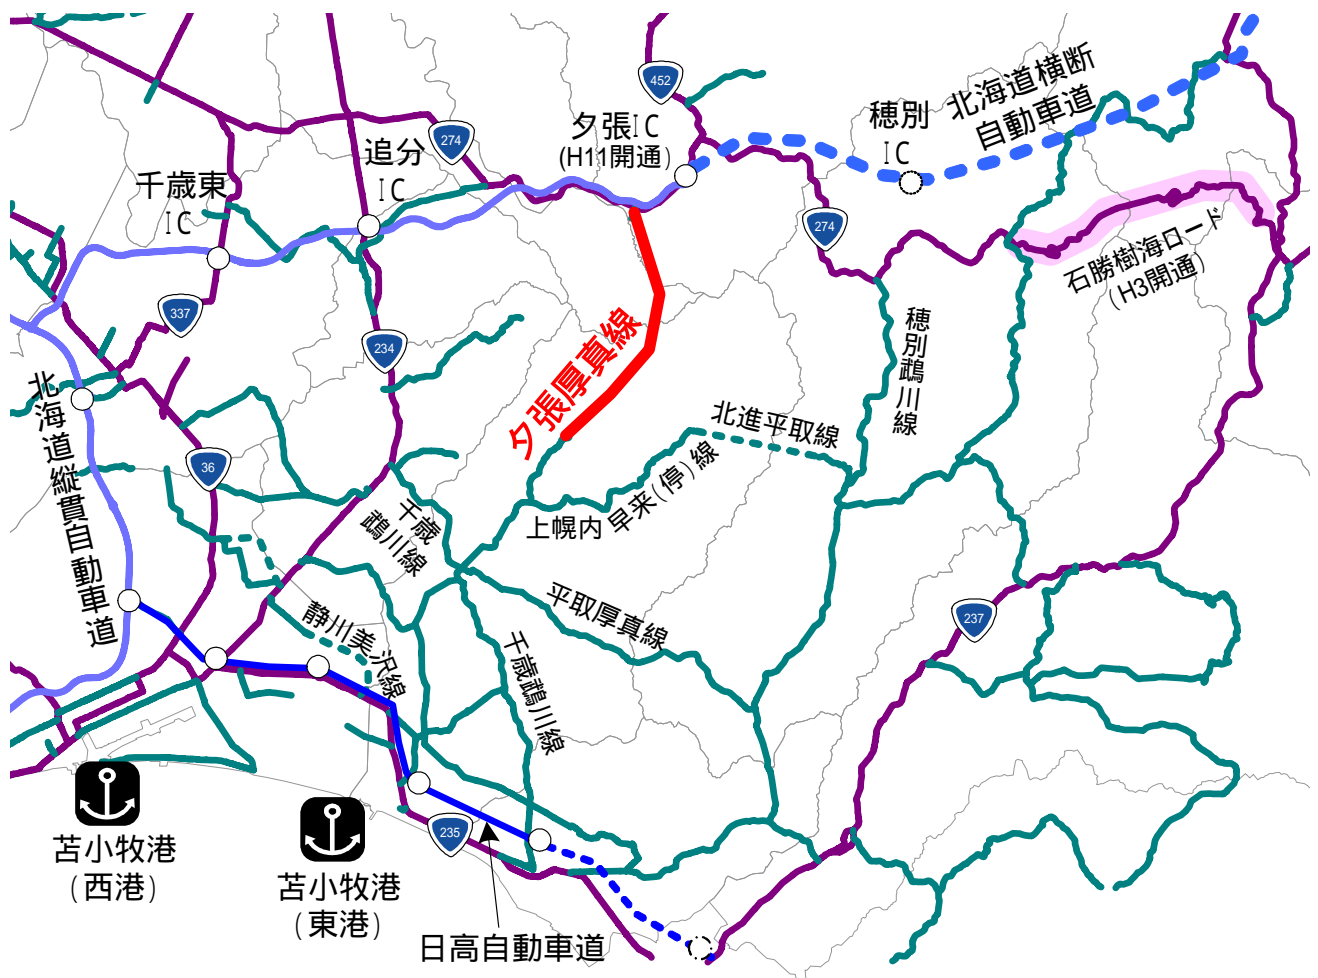 452
北海道横断
自動車道
穂別
IC
夕張IC
(H11開通)
274
追分
IC
千歳東
IC
274
石勝樹海ロード
(H3開通)
337
234
穂別鵡川線
夕張厚真線
北海道縦貫自動車道
北進平取線
36
上幌内早来(停)線
千歳
鵡川線
平取厚真線
静川美沢線
237
千歳鵡川線
235
苫小牧港
(西港)
苫小牧港
(東港)
日高自動車道